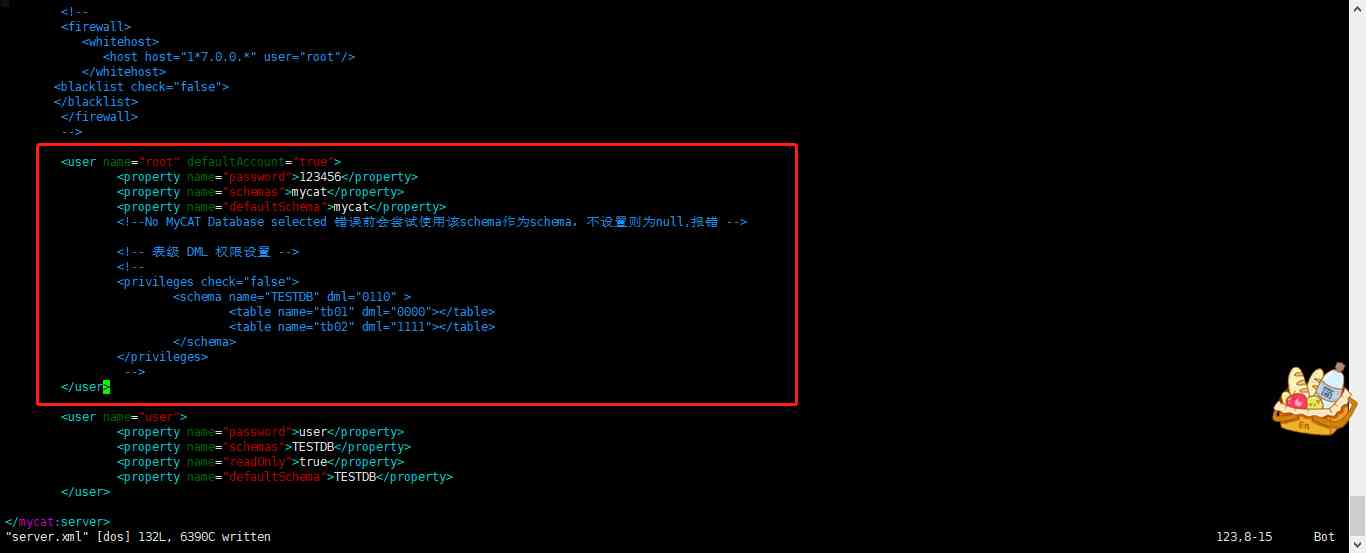 <!--
<firewall>
<whitehost>
<host host="1*7.0.0.*" user="root"/>
</whitehost>
<blacklist check="false">
</blacklist>
</firewall>
-->
<user name="root" defaultAccount="true">
<property name="password">123456</property>
<property name="schemas">mycat</property>
<property name="defaultSchema">mycat</property>
<!--No MyCAT Database selected 错误前会尝试使用该schema作为schema, 不设置则为null,报错 -->
<!-- 表级 DML 权限设置 -->
<!--
<privileges check="false">
<schema name="TESTDB" dml="0110" >
<table name="tb01" dml="0000"></table>
<table name="tb02" dml="1111"></table>
</schema>
</privileges>
-->
</user>
<user name="user">
<property name="password">user</property>
<property name="schemas">TESTDB</property>
<property name="readOnly">true</property>
<property name="defaultSchema">TESTDB</property>
</user>
</mycat:server>
"server.xml" [dos] 132L, 6390C written 123,8-15 Bot
En